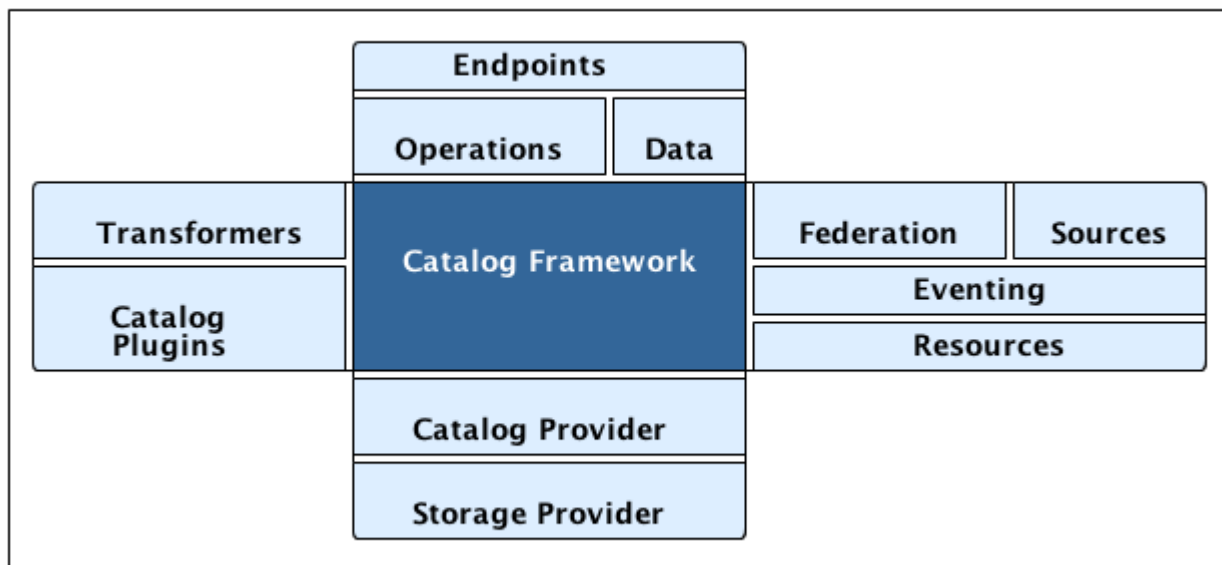 Endpoints
Operations
Data
Transformers
Catalog Framework
Federation
Sources
Eventing
Catalog
Plugins
Resources
Catalog Provider
Storage Provider